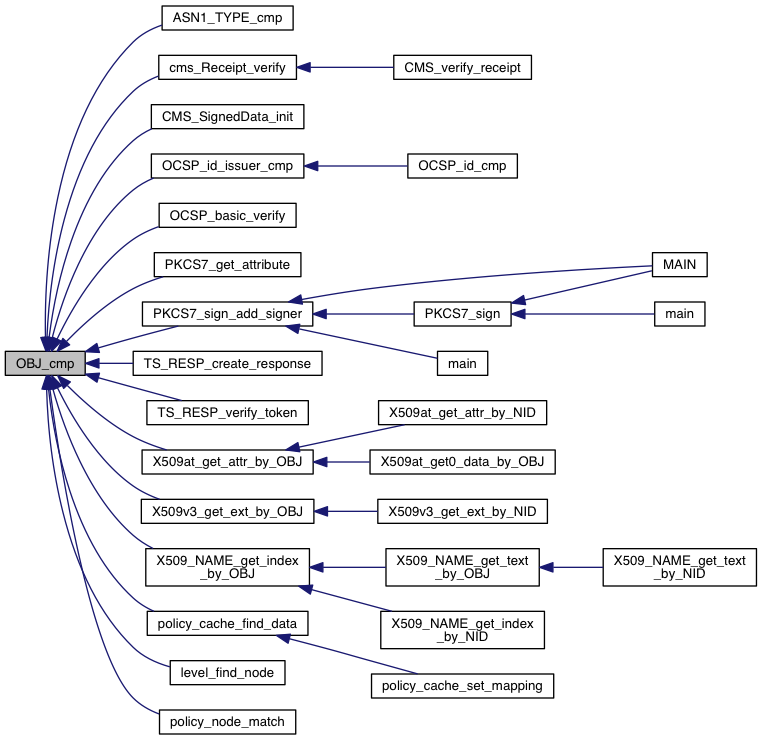 ASN1_TYPE_cmp
cms_Receipt_verify
CMS_verify_receipt
CMS_SignedData_init
OCSP_id_issuer_cmp
OCSP_id_cmp
OCSP_basic_verify
PKCS7_get_attribute
MAIN
PKCS7_sign_add_signer
PKCS7_sign
main
OBJ_cmp
TS_RESP_create_response
main
TS_RESP_verify_token
X509at_get_attr_by_NID
X509at_get_attr_by_OBJ
X509at_get0_data_by_OBJ
X509v3_get_ext_by_OBJ
X509v3_get_ext_by_NID
X509_NAME_get_index
_by_OBJ
X509_NAME_get_text
_by_OBJ
X509_NAME_get_text
_by_NID
policy_cache_find_data
X509_NAME_get_index
_by_NID
level_find_node
policy_cache_set_mapping
policy_node_match